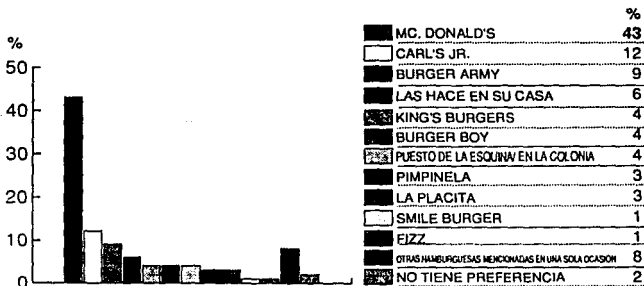 %
50
40
30
20
10
0
%
MC, DONALD'S 43
CARL'S JR. 12
BURGER ARMY 9
LAS HACE EN SU CASA 6
KING'S BURGERS 4
BURGER BOY 4
PUESTO DE LA ESQUINA/ EN LA COLONIA 4
PIMPINELA 3
LA PLACITA 3
SMILE BURGER 1
FIZZ 1
OTRAS HAMBURGUESAS MENCIONADAS EN UNA SOLA OCASION 8
NO TIENE PREFERENCIA 2